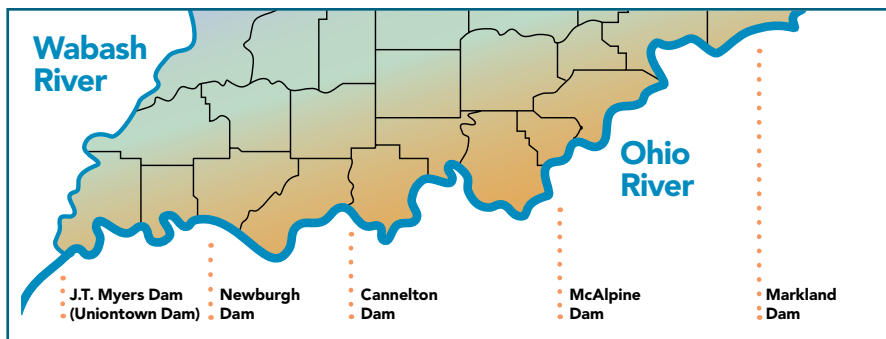 Wabash
River
Ohio
River
J.T. Myers Dam
(Uniontown Dam)
Newburgh
Dam
Cannelton
Dam
McAlpine
Dam
Markland
Dam